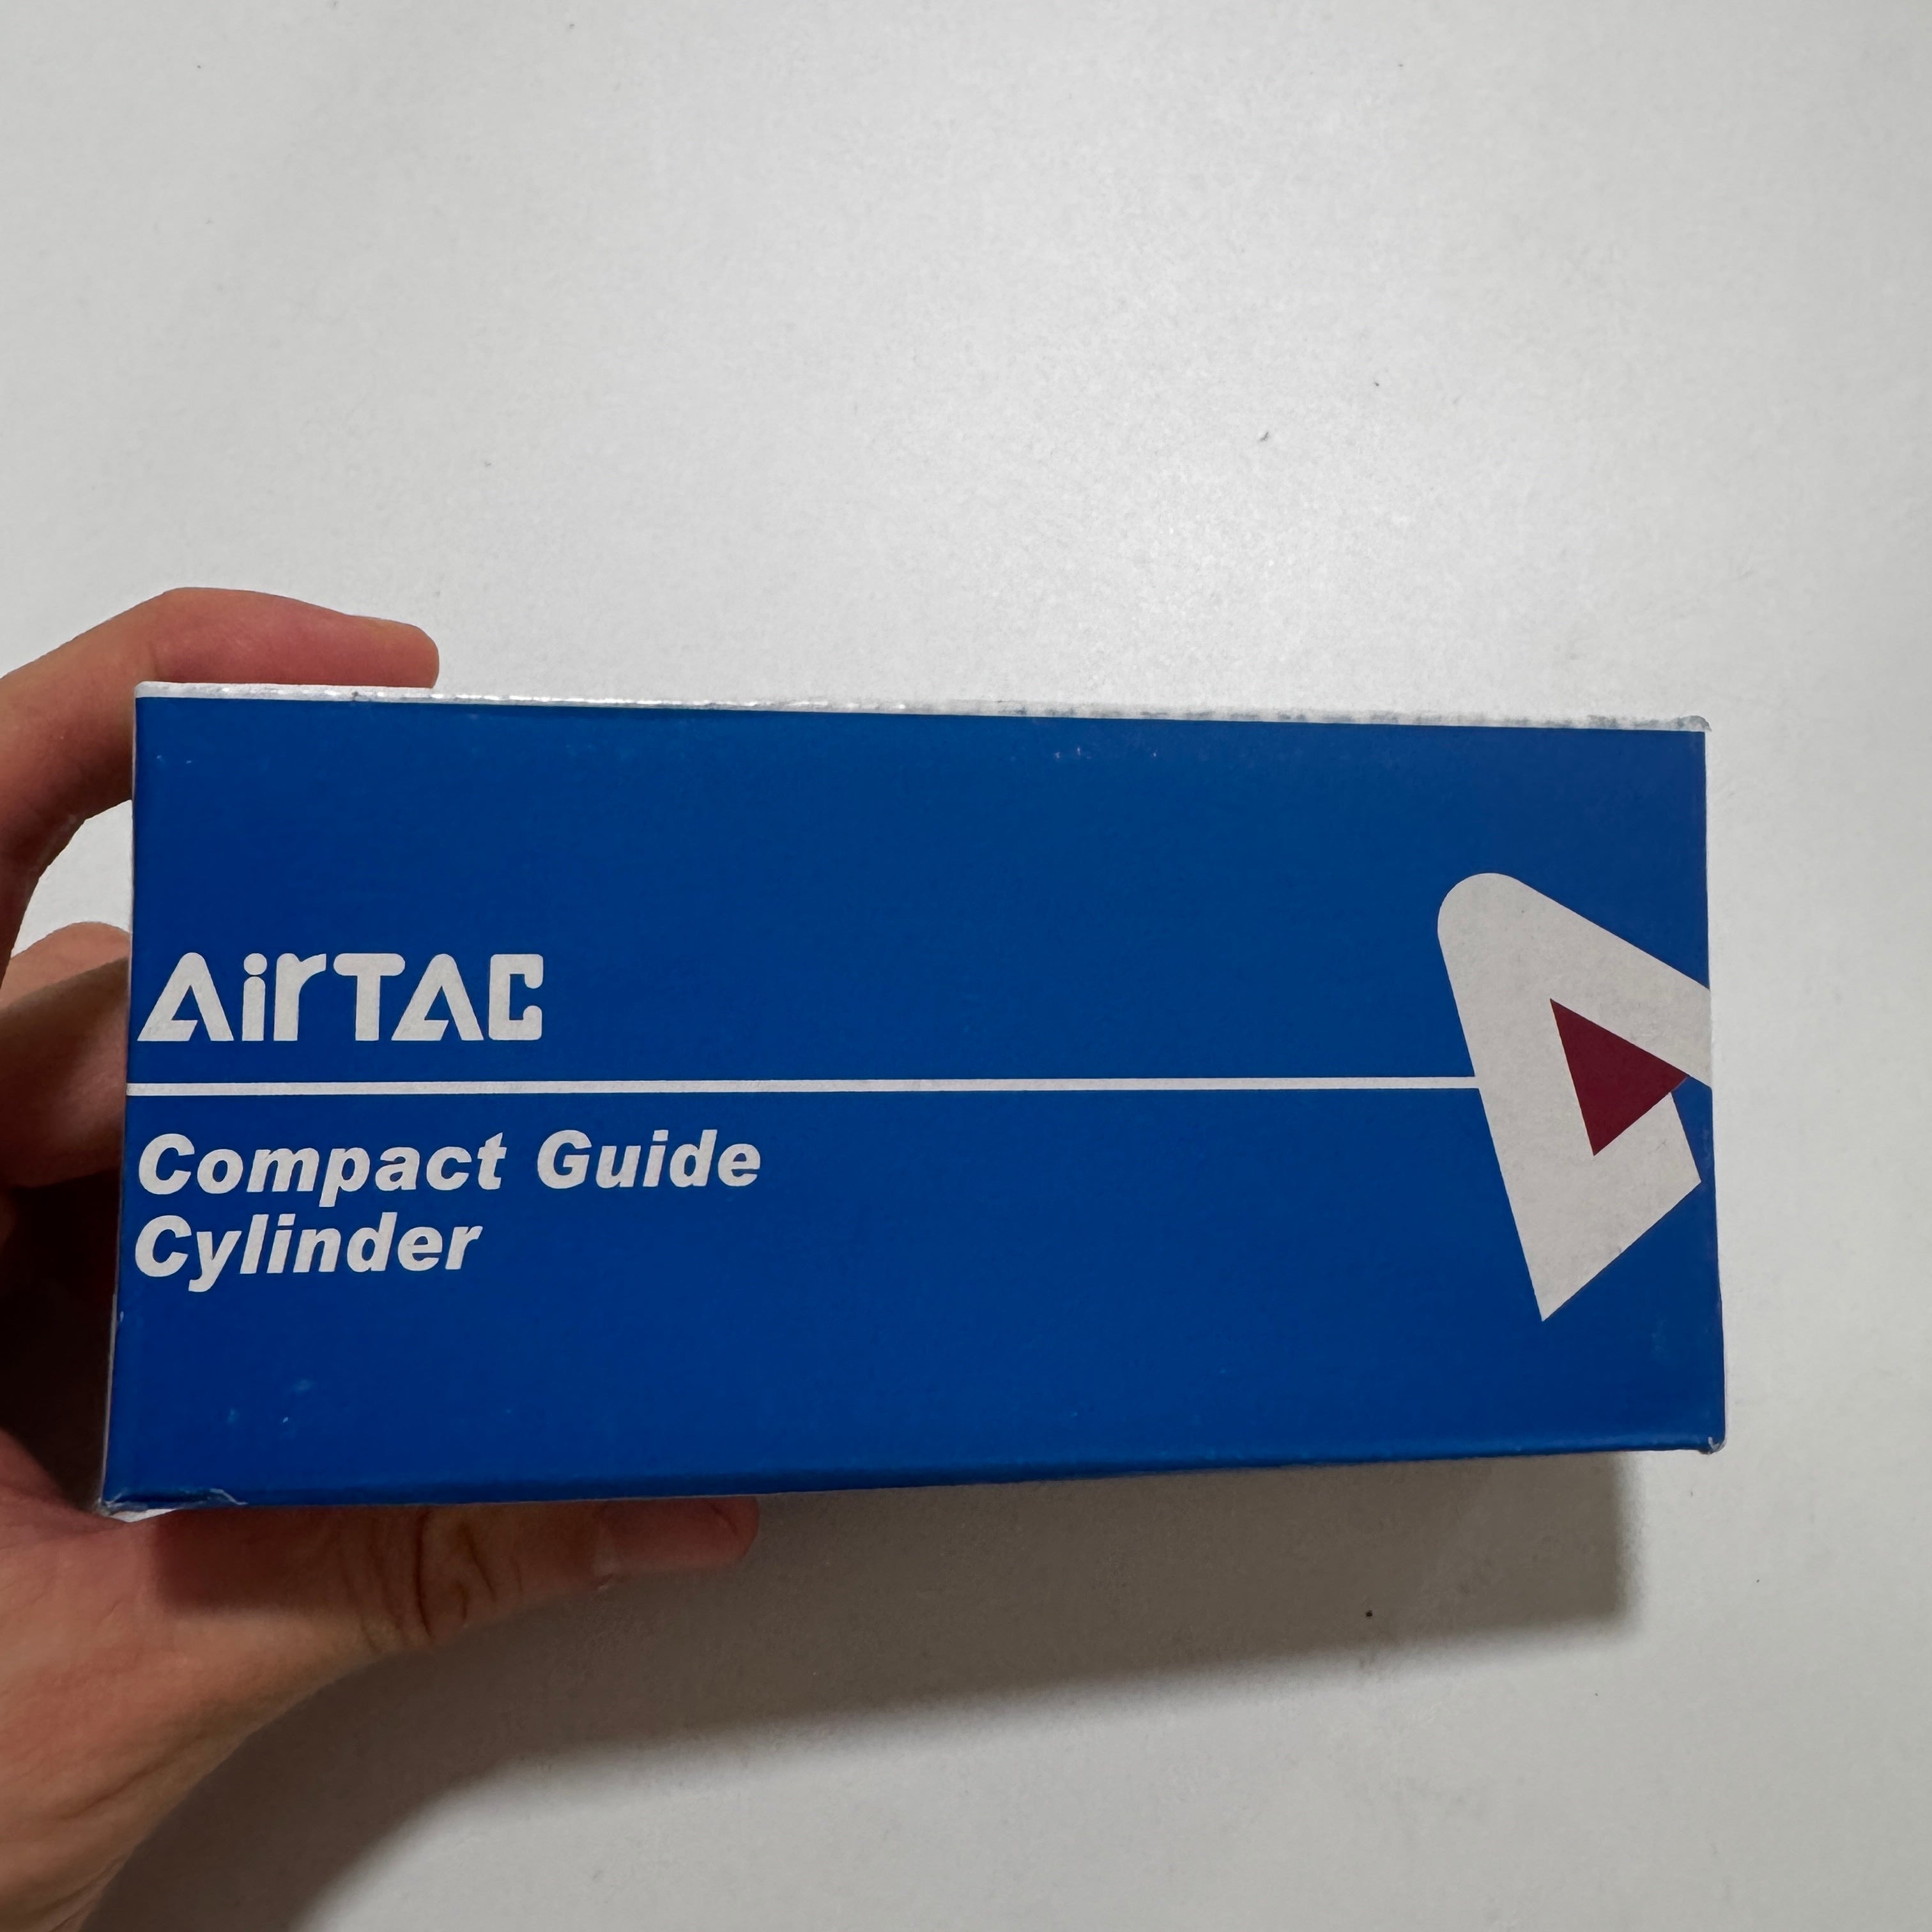 AirTAC
Compact Guide
Cylinder